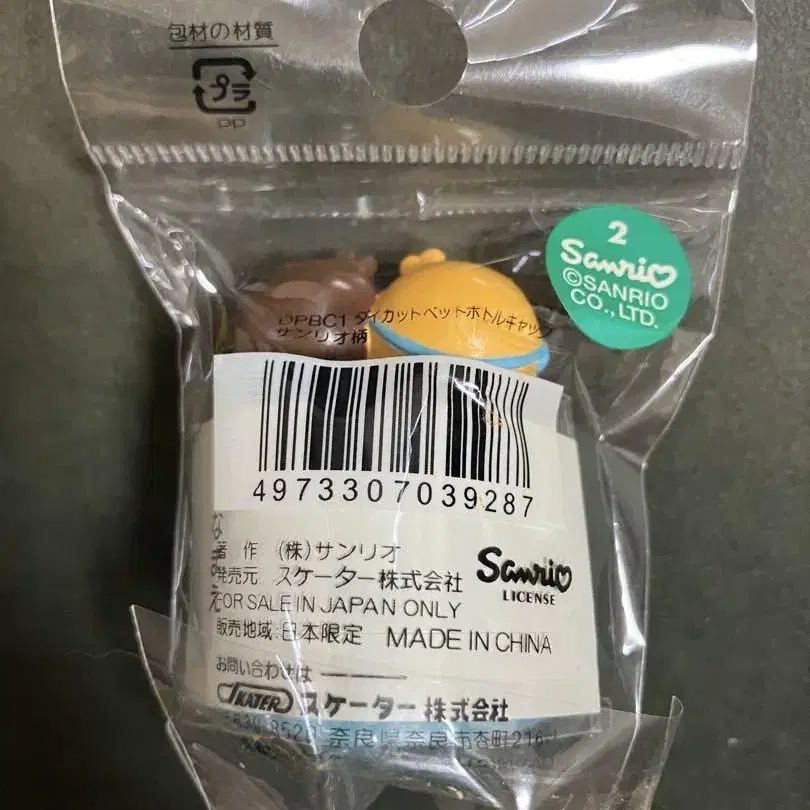 包材の材質
プラ
PP
2
Sanrio
©SANRIO
CO., LTD.
DPBC1 ダイカットペットボトルキャップ
サンリオ柄
4973307039287
なまえ
著作 (株)サンリオ
発売元 スケーター株式会社
Sanrio
LICENSE
FOR SALE IN JAPAN ONLY
販売地域:日本限定 MADE IN CHINA
お問い合わせは
SKATER スケーター株式会社
奈良県奈良市杏町216-1